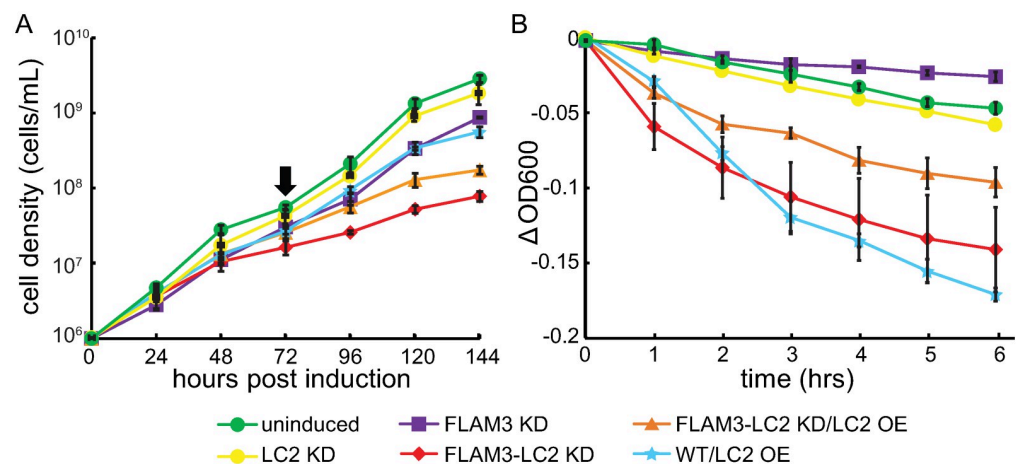 A
B
cell density (cells/mL)
10^10
10^9
10^8
10^7
10^6
0 24 48 72 96 120 144
hours post induction
Δ OD600
0
-0.05
-0.1
-0.15
-0.2
0 1 2 3 4 5 6
time (hrs)
uninduced
FLAM3 KD
FLAM3-LC2 KD/LC2 OE
LC2 KD
FLAM3-LC2 KD
WT/LC2 OE